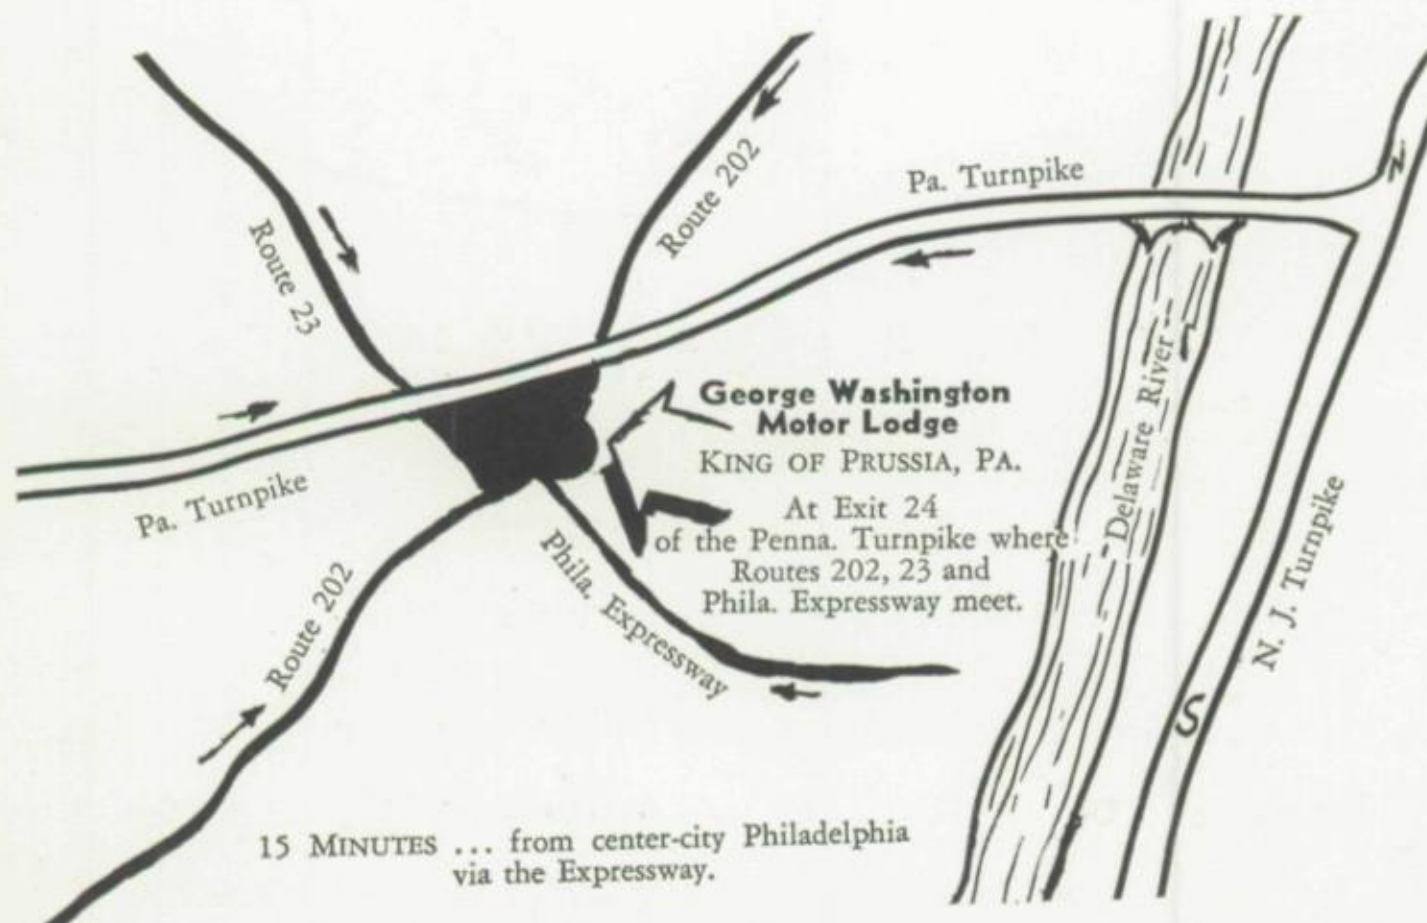 Route 23
Route 202
Pa. Turnpike
N
George Washington
Motor Lodge
KING OF PRUSSIA, PA.
At Exit 24
of the Penna. Turnpike where
Routes 202, 23 and
Phila. Expressway meet.
Delaware River
Pa. Turnpike
Route 202
Phila. Expressway
N. J. Turnpike
S
15 MINUTES ... from center-city Philadelphia
via the Expressway.